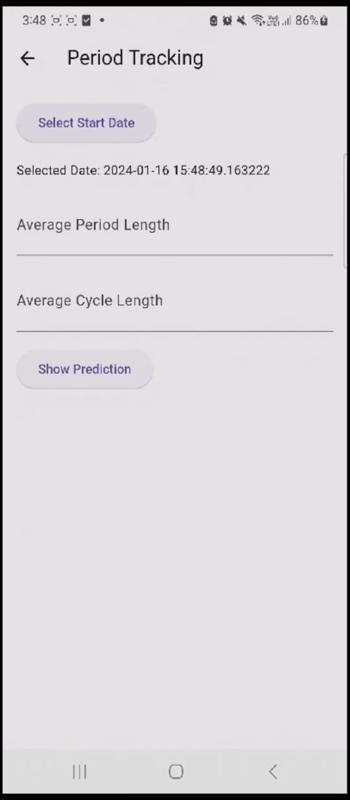 3:48 86%
Period Tracking
Select Start Date
Selected Date: 2024-01-16 15:48:49.163222
Average Period Length
Average Cycle Length
Show Prediction